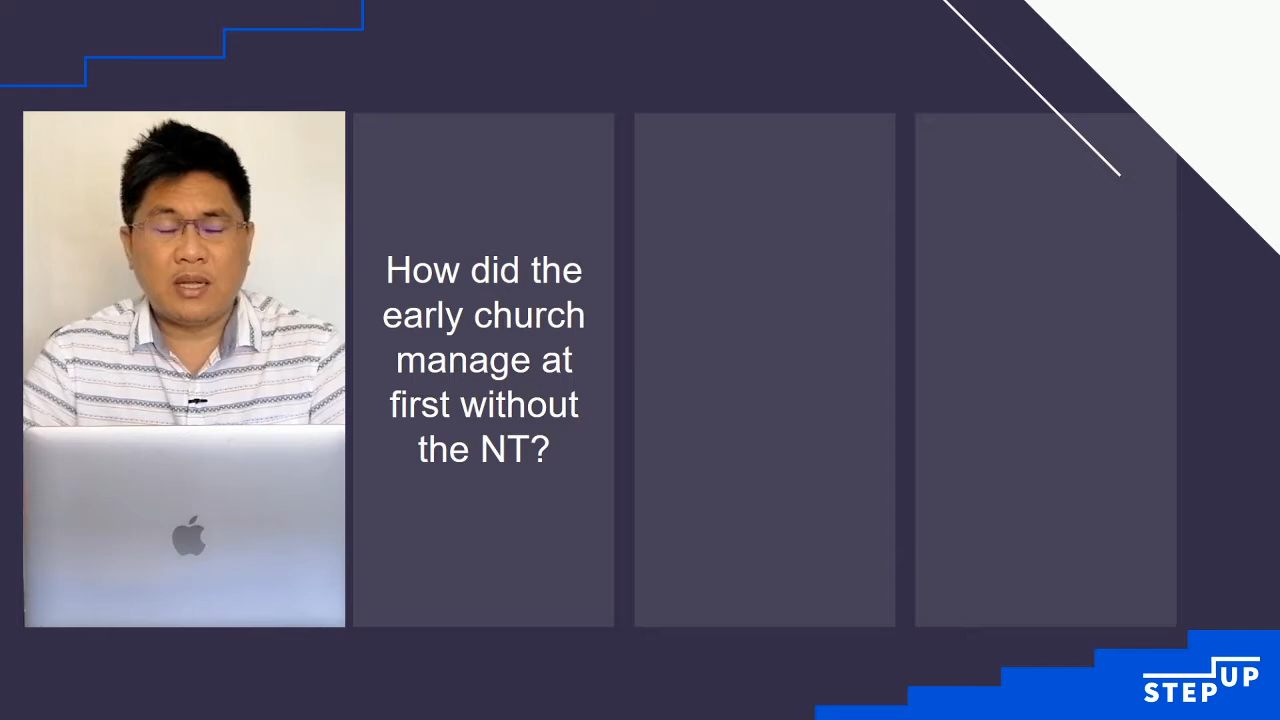 How did the
early church
manage at
first without
the NT?
STEP UP